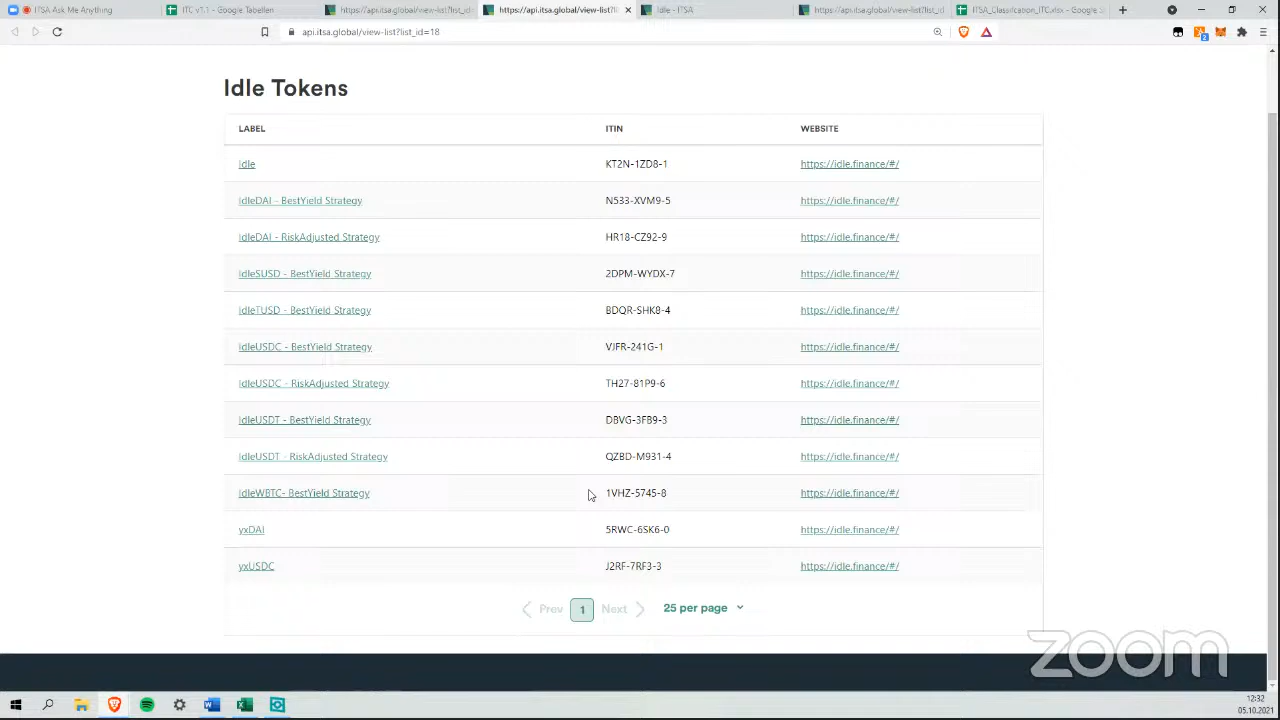 ITSA Ask Me Anything
ITC v1.1 - Google Tabellen
https://api.itsa.global/view-list?list_id
https://api.itsa.global/view-list?
Idle - ITSA
https://api.itsa.global/view-list?list_id
ITSA_Classification_ITC.xlsx - Google S
api.itsa.global/view-list?list_id=18
2
Idle Tokens
LABEL ITIN WEBSITE
Idle KT2N-1ZD8-1 https://idle.finance/#/
IdleDAI - BestYield Strategy N533-XVM9-5 https://idle.finance/#/
IdleDAI - RiskAdjusted Strategy HR18-CZ92-9 https://idle.finance/#/
IdleSUSD - BestYield Strategy 2DPM-WYDX-7 https://idle.finance/#/
IdleTUSD - BestYield Strategy BDQR-SHK8-4 https://idle.finance/#/
IdleUSDC - BestYield Strategy VJFR-241G-1 https://idle.finance/#/
IdleUSDC - RiskAdjusted Strategy TH27-81P9-6 https://idle.finance/#/
IdleUSDT - BestYield Strategy DBVG-3FB9-3 https://idle.finance/#/
IdleUSDT - RiskAdjusted Strategy QZBD-M931-4 https://idle.finance/#/
IdleWBTC- BestYield Strategy 1VHZ-5745-8 https://idle.finance/#/
yxDAI 5RWC-6SK6-0 https://idle.finance/#/
yxUSDC J2RF-7RF3-3 https://idle.finance/#/
Prev 1 Next 25 per page
zoom
12:32
05.10.2021